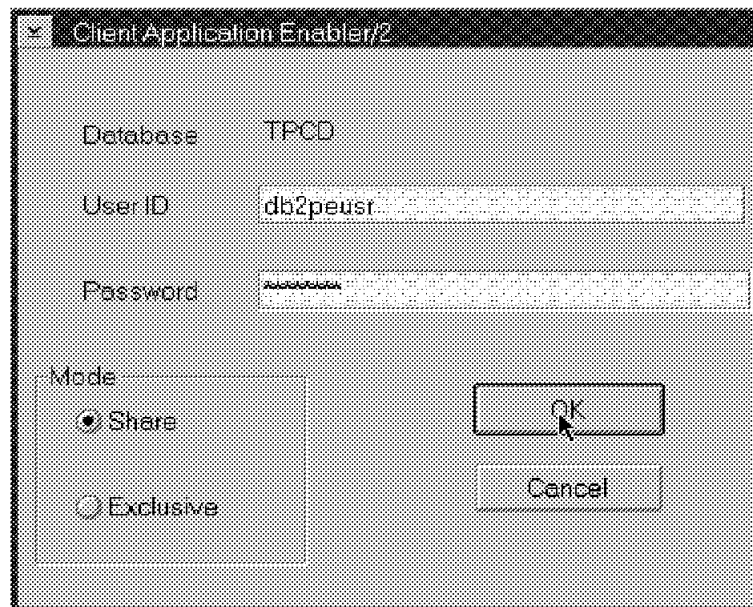 Client Application Enabler/2
Database TPCD
User ID db2peusr
Password ********
Mode
Share
Exclusive
OK
Cancel